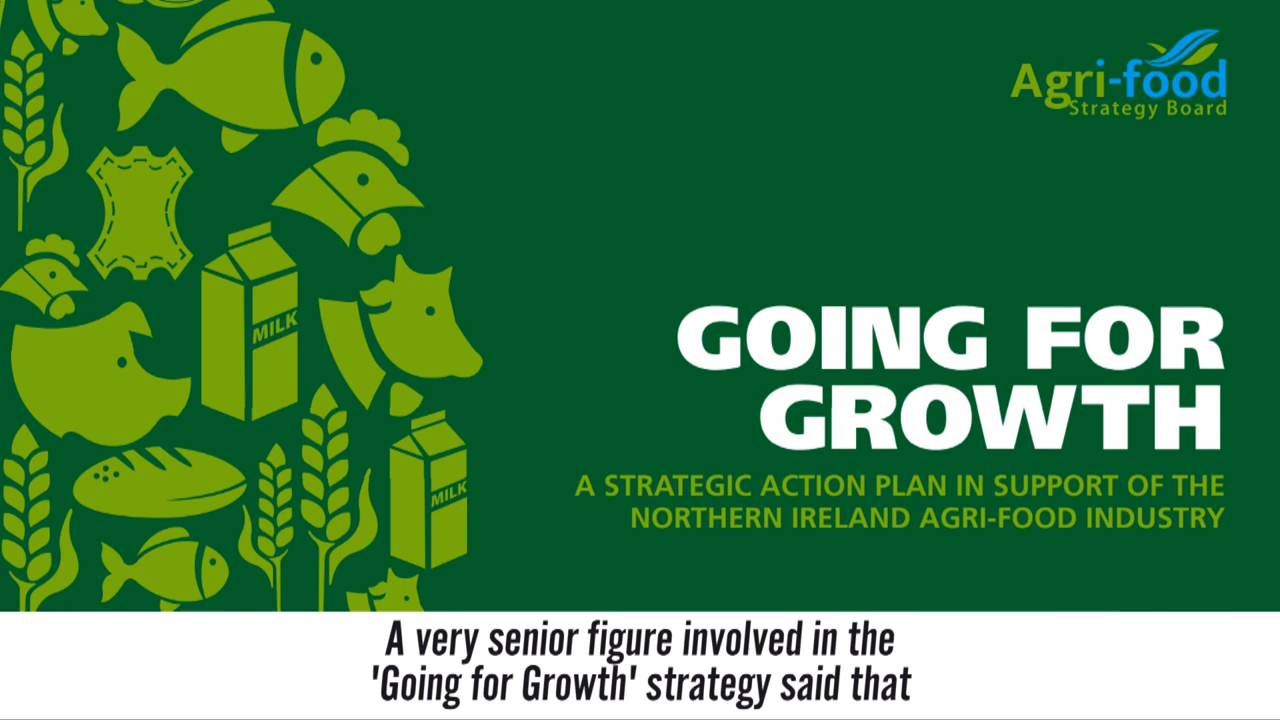 Agri-food
Strategy Board
MILK
GOING FOR
GROWTH
MILK
A STRATEGIC ACTION PLAN IN SUPPORT OF THE
NORTHERN IRELAND AGRI-FOOD INDUSTRY
A very senior figure involved in the
'Going for Growth' strategy said that